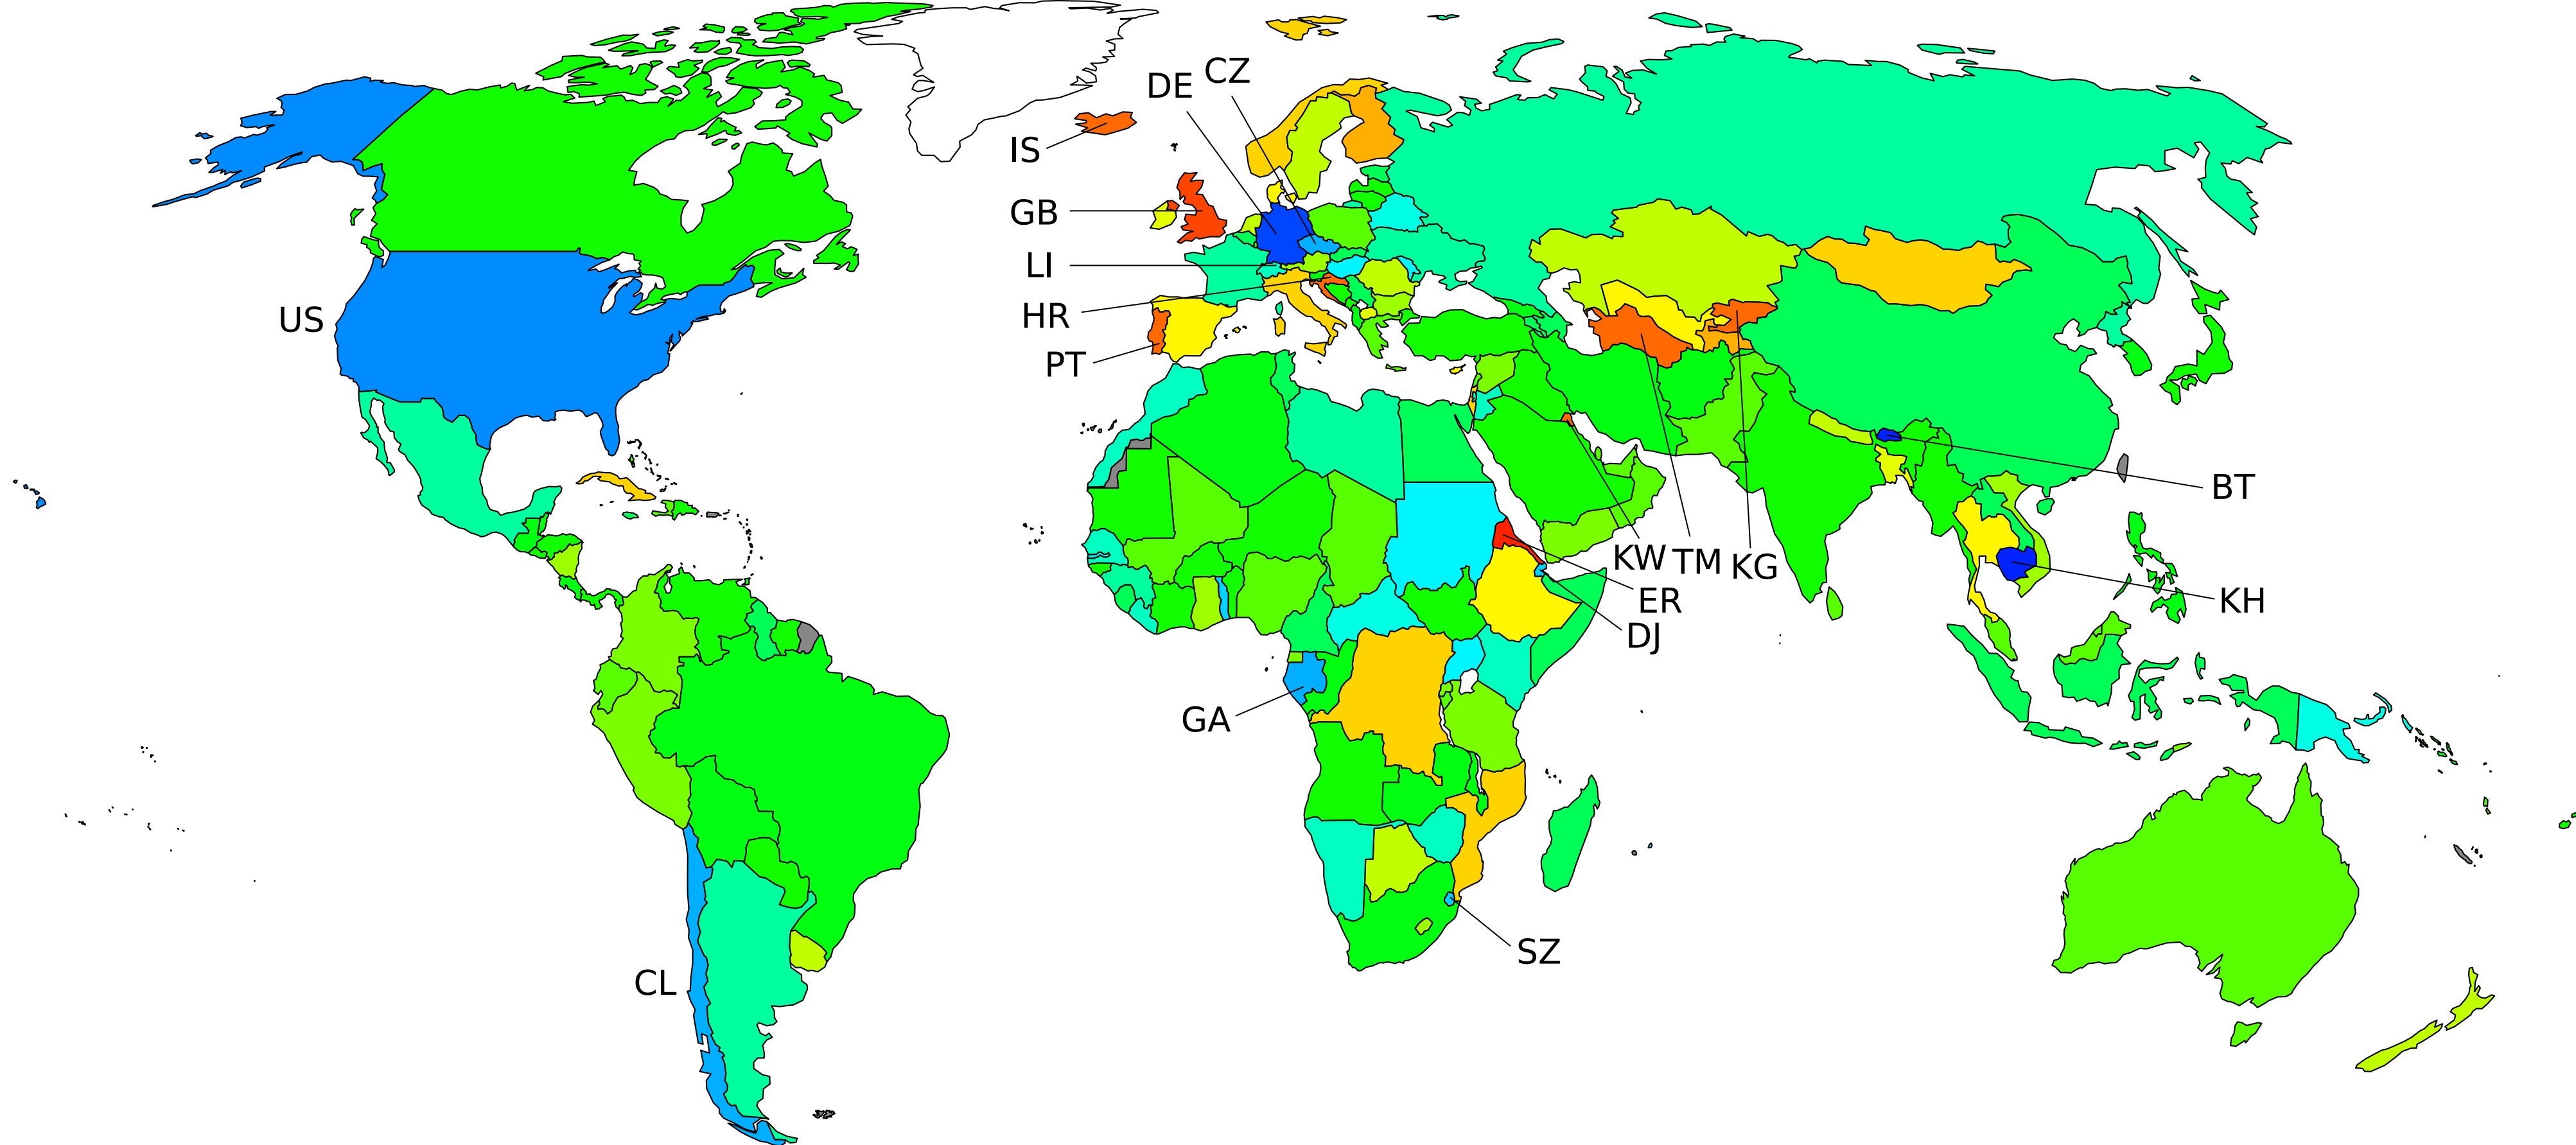 DE
CZ
IS
GB
LI
US
HR
PT
BT
KW
TM
KG
ER
KH
DJ
GA
SZ
CL